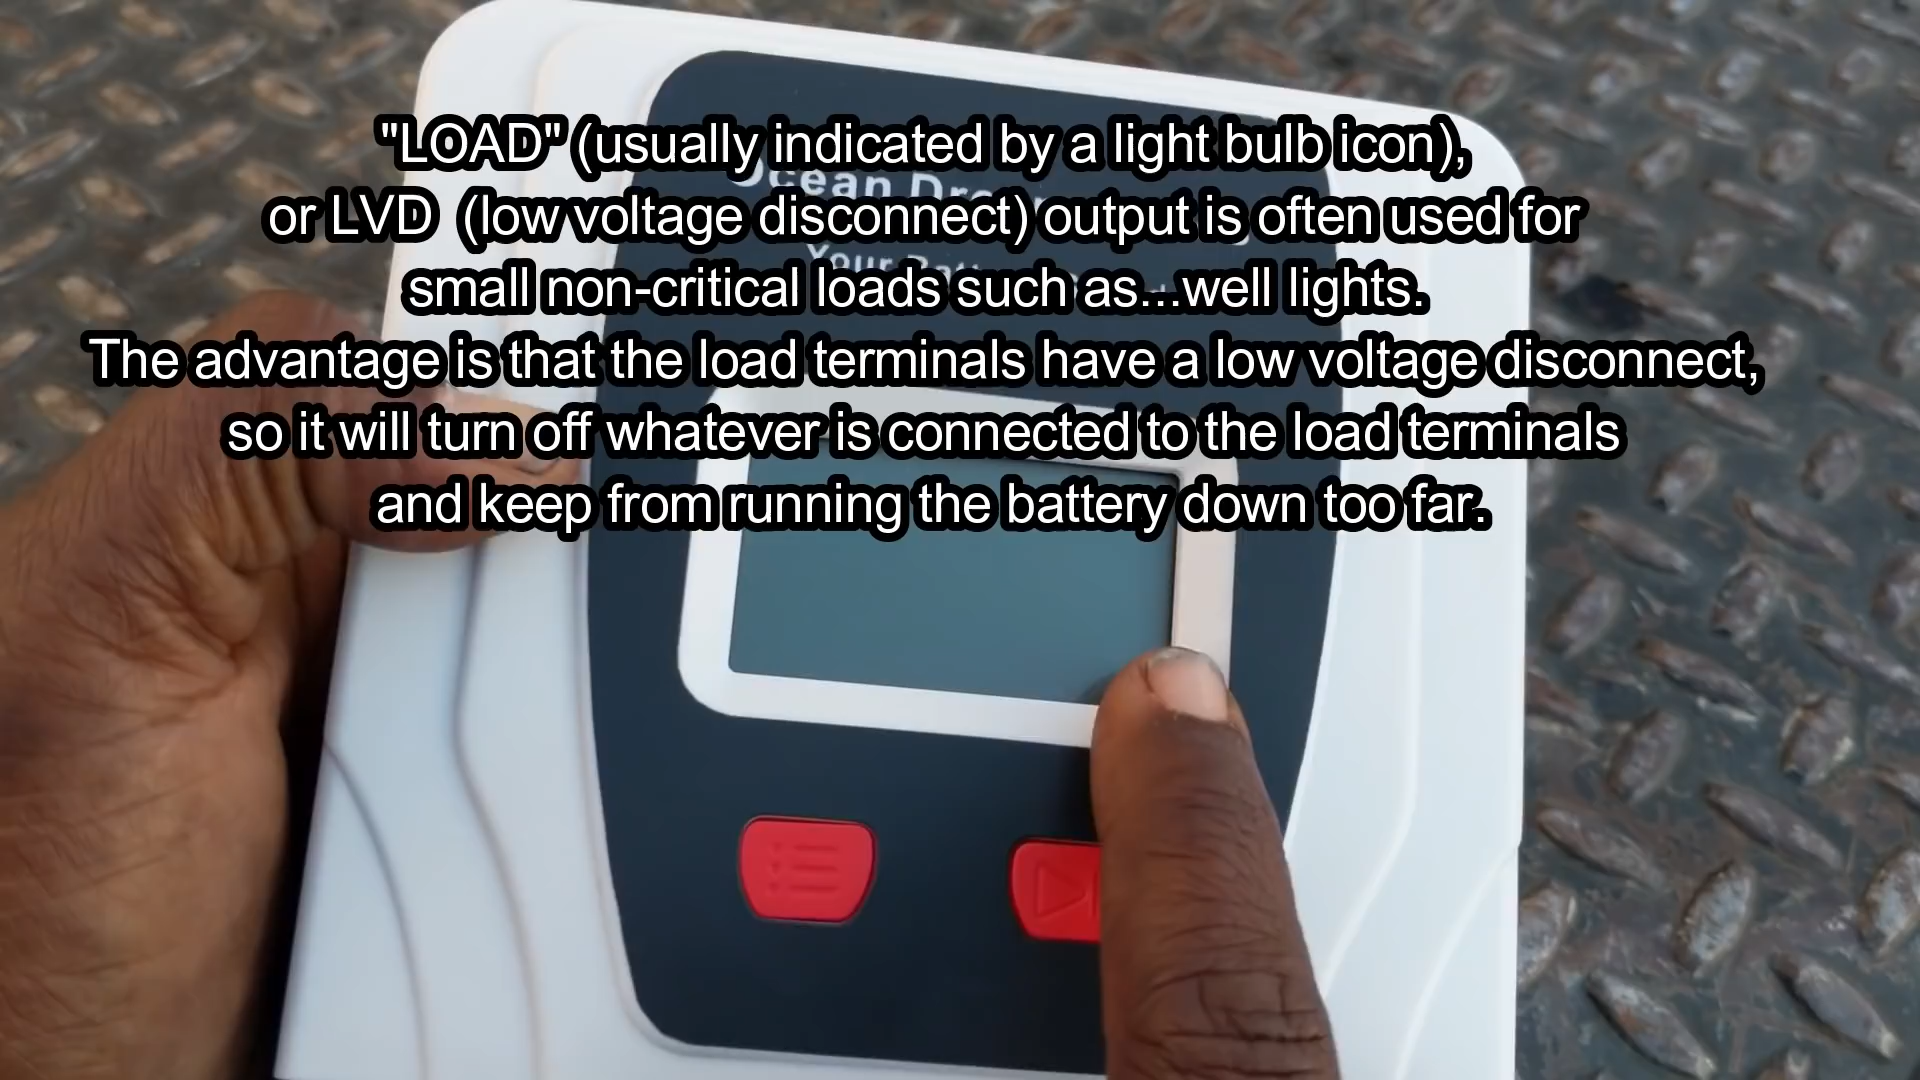 "LOAD" (usually indicated by a light bulb icon),
or LVD (low voltage disconnect) output is often used for
small non-critical loads such as...well lights.
The advantage is that the load terminals have a low voltage disconnect,
so it will turn off whatever is connected to the load terminals
and keep from running the battery down too far.
Ocean
Your